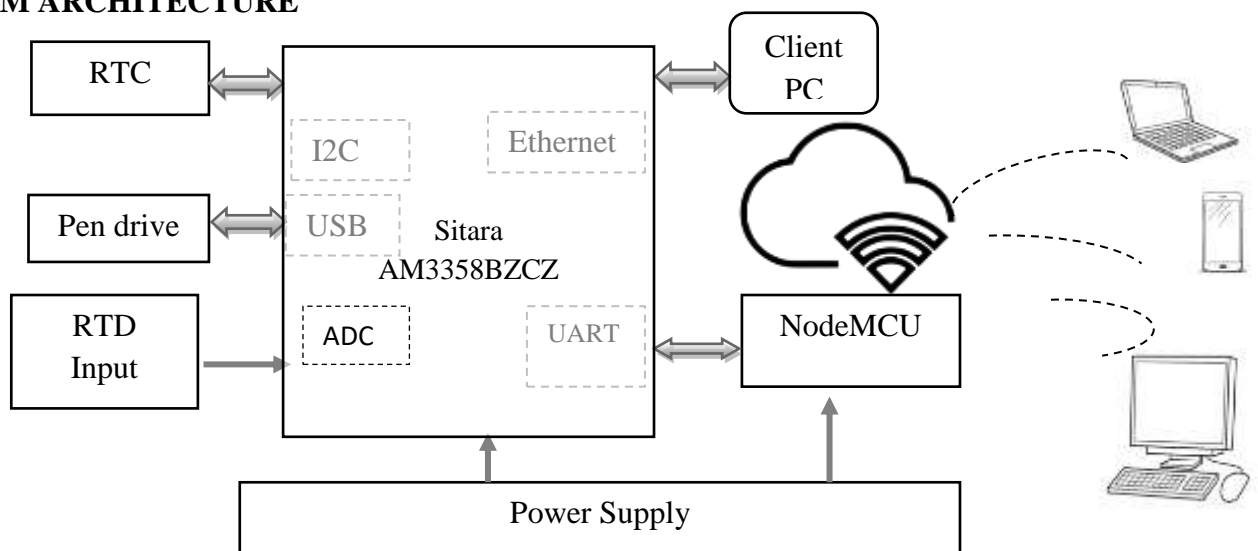 M ARCHITECTURE
RTC
Client
PC
I2C
Ethernet
Pen drive
USB
Sitara
AM3358BZCZ
RTD
Input
ADC
UART
NodeMCU
Power Supply